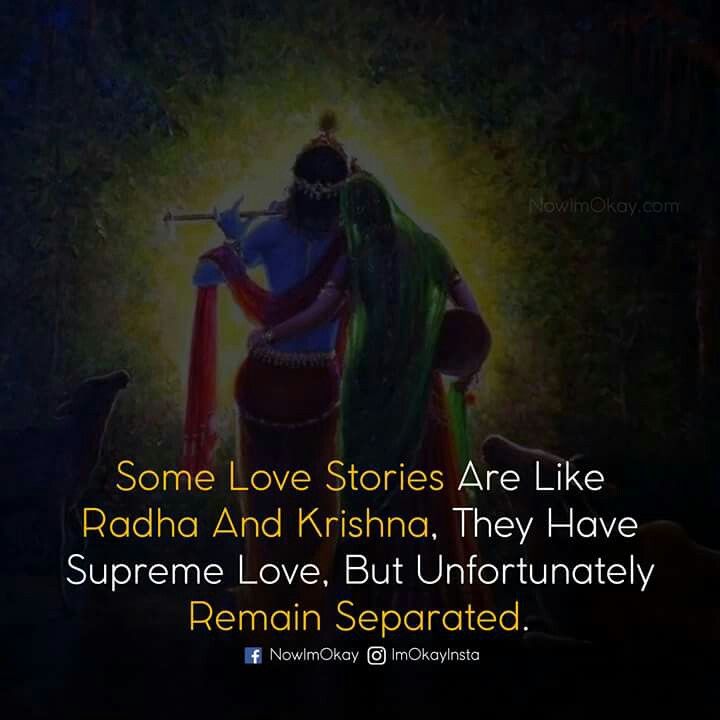 NowImOkay.com
Some Love Stories Are Like
Radha And Krishna, They Have
Supreme Love, But Unfortunately
Remain Separated.
NowImOkay ImOkayInsta